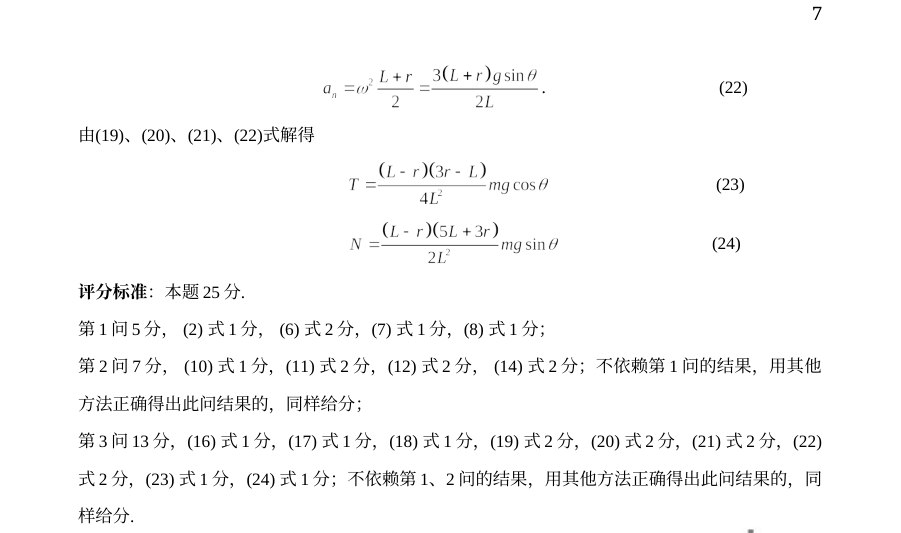 7
a_n = ω² (L + r)/2 = 3(L + r)g sin θ/2L . (22)
由(19)、(20)、(21)、(22)式解得
T = (L - r)(3r - L)/4L² mg cos θ (23)
N = (L - r)(5L + 3r)/2L² mg sin θ (24)
评分标准：本题 25 分.
第 1 问 5 分， (2) 式 1 分， (6) 式 2 分，(7) 式 1 分，(8) 式 1 分；
第 2 问 7 分， (10) 式 1 分，(11) 式 2 分，(12) 式 2 分， (14) 式 2 分；不依赖第 1 问的结果，用其他
方法正确得出此问结果的，同样给分；
第 3 问 13 分，(16) 式 1 分，(17) 式 1 分，(18) 式 1 分，(19) 式 2 分，(20) 式 2 分，(21) 式 2 分，(22)
式 2 分，(23) 式 1 分，(24) 式 1 分；不依赖第 1、2 问的结果，用其他方法正确得出此问结果的，同
样给分.